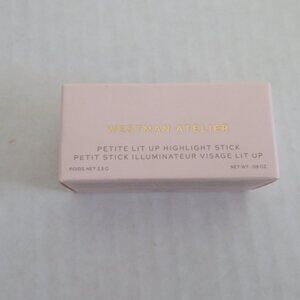 WESTMAN ATELIER
PETITE LIT UP HIGHLIGHT STICK
PETIT STICK ILLUMINATEUR VISAGE LIT UP
POIDS NET 2.5 G NET WT .09 OZ.